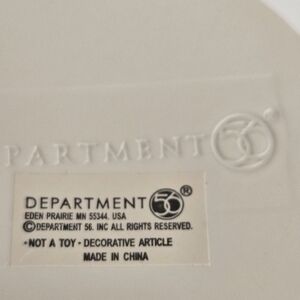 PARTMENT 56®
DEPARTMENT 56®
EDEN PRAIRIE MN 55344. USA
©DEPARTMENT 56. INC ALL RIGHTS RESERVED.
•NOT A TOY • DECORATIVE ARTICLE
MADE IN CHINA